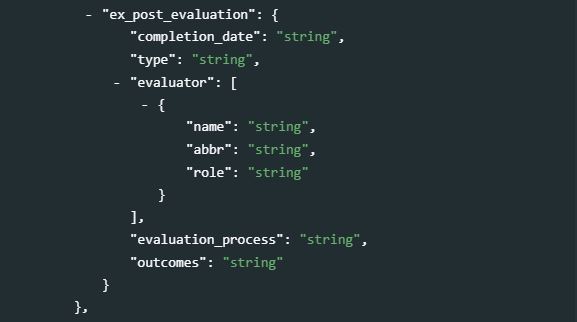 - "ex_post_evaluation": {
"completion_date": "string",
"type": "string",
- "evaluator": [
- {
"name": "string",
"abbr": "string",
"role": "string"
}
],
"evaluation_process": "string",
"outcomes": "string"
}
},